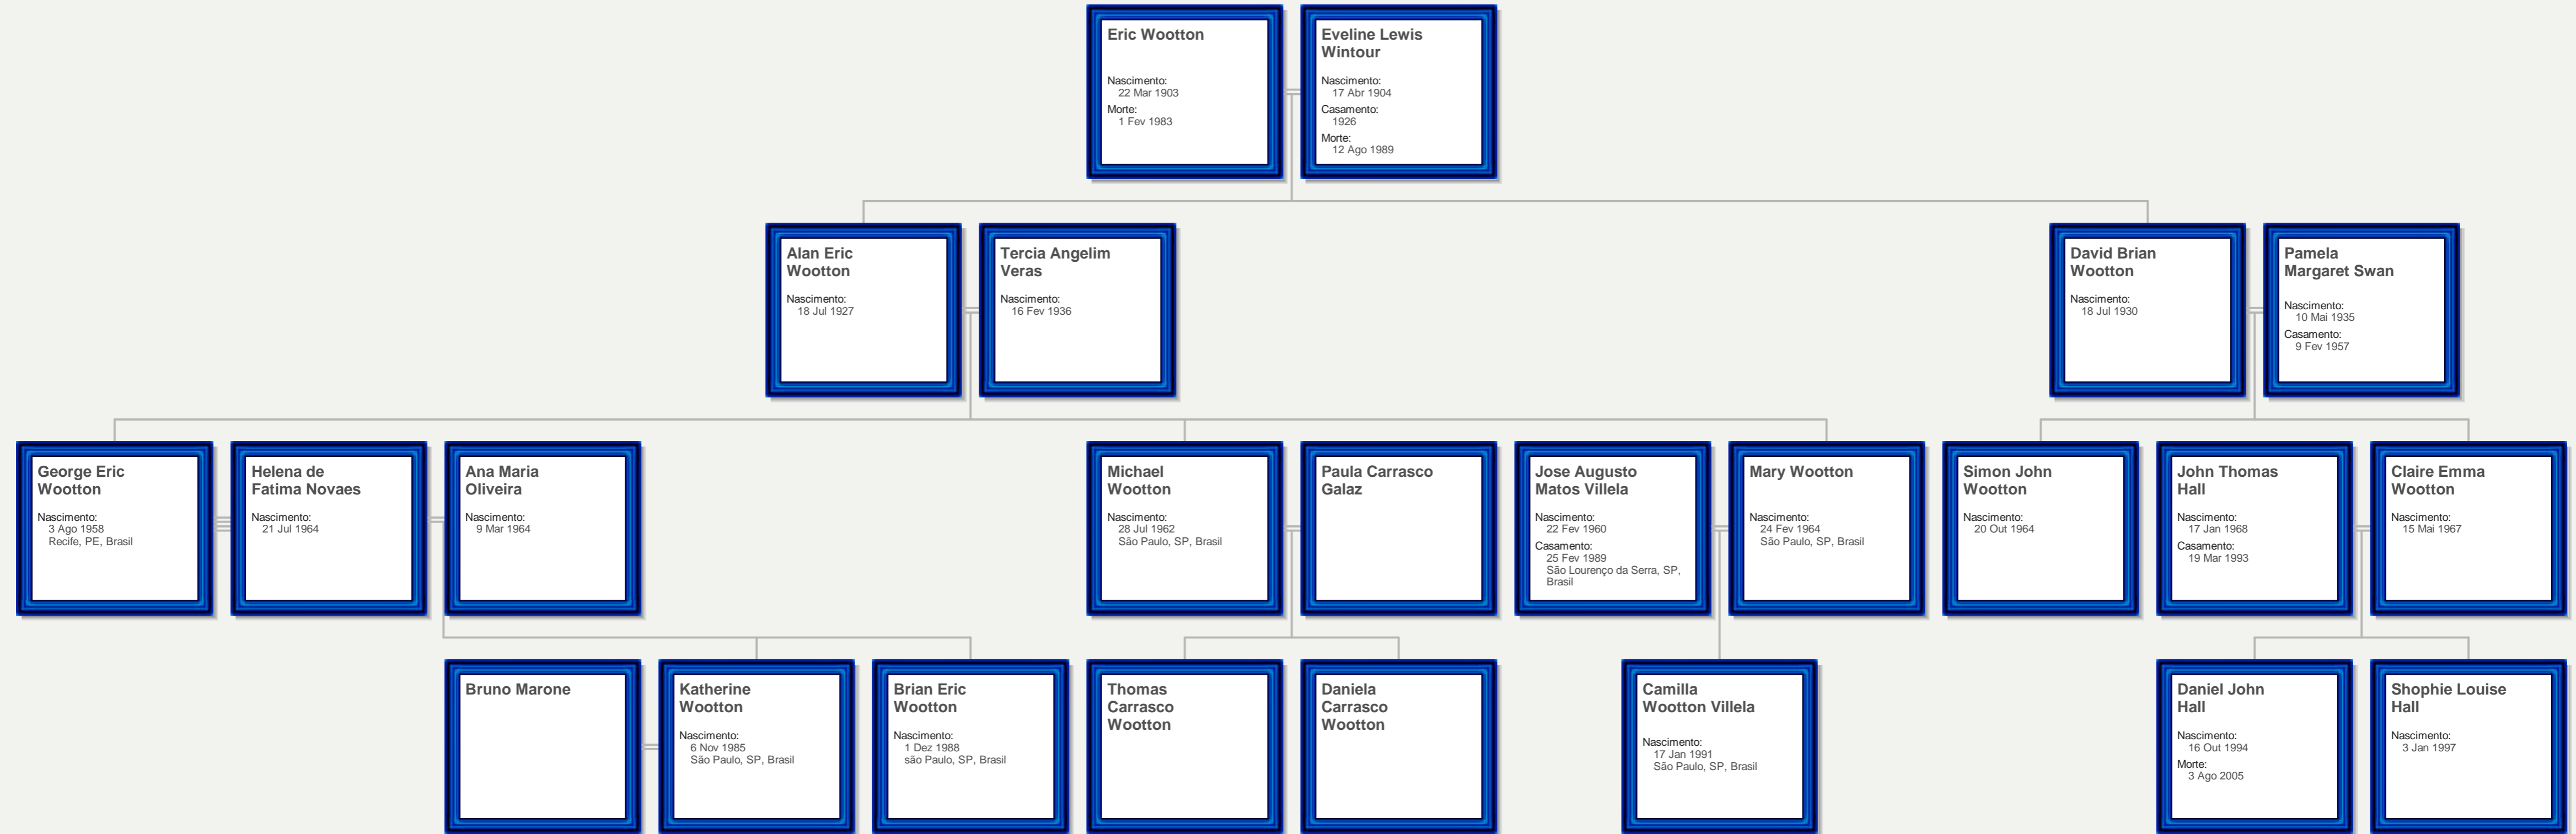 Eric Wootton
Nascimento:
22 Mar 1903
Morte:
1 Fev 1983
Eveline Lewis
Wintour
Nascimento:
17 Abr 1904
Casamento:
1926
Morte:
12 Ago 1989
Alan Eric
Wootton
Nascimento:
18 Jul 1927
Tercia Angelim
Veras
Nascimento:
16 Fev 1936
David Brian
Wootton
Nascimento:
18 Jul 1930
Pamela
Margaret Swan
Nascimento:
10 Mai 1935
Casamento:
9 Fev 1957
George Eric
Wootton
Nascimento:
3 Ago 1958
Recife, PE, Brasil
Helena de
Fatima Novaes
Nascimento:
21 Jul 1964
Ana Maria
Oliveira
Nascimento:
9 Mar 1964
Michael
Wootton
Nascimento:
28 Jul 1962
São Paulo, SP, Brasil
Paula Carrasco
Galaz
Jose Augusto
Matos Villela
Nascimento:
22 Fev 1960
Casamento:
25 Fev 1989
São Lourenço da Serra, SP,
Brasil
Mary Wootton
Nascimento:
24 Fev 1964
São Paulo, SP, Brasil
Simon John
Wootton
Nascimento:
20 Out 1964
John Thomas
Hall
Nascimento:
17 Jan 1968
Casamento:
19 Mar 1993
Claire Emma
Wootton
Nascimento:
15 Mai 1967
Bruno Marone
Katherine
Wootton
Nascimento:
6 Nov 1985
São Paulo, SP, Brasil
Brian Eric
Wootton
Nascimento:
1 Dez 1988
são Paulo, SP, Brasil
Thomas
Carrasco
Wootton
Daniela
Carrasco
Wootton
Camilla
Wootton Villela
Nascimento:
17 Jan 1991
São Paulo, SP, Brasil
Daniel John
Hall
Nascimento:
16 Out 1994
Morte:
3 Ago 2005
Shophie Louise
Hall
Nascimento:
3 Jan 1997